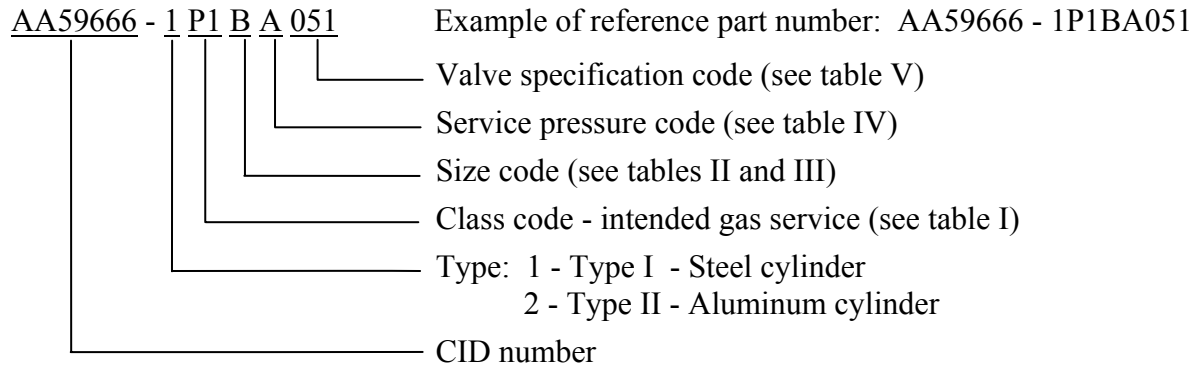 AA59666 - 1 P1 B A 051 Example of reference part number: AA59666 - 1P1BA051
Valve specification code (see table V)
Service pressure code (see table IV)
Size code (see tables II and III)
Class code - intended gas service (see table I)
Type: 1 - Type I - Steel cylinder
2 - Type II - Aluminum cylinder
CID number